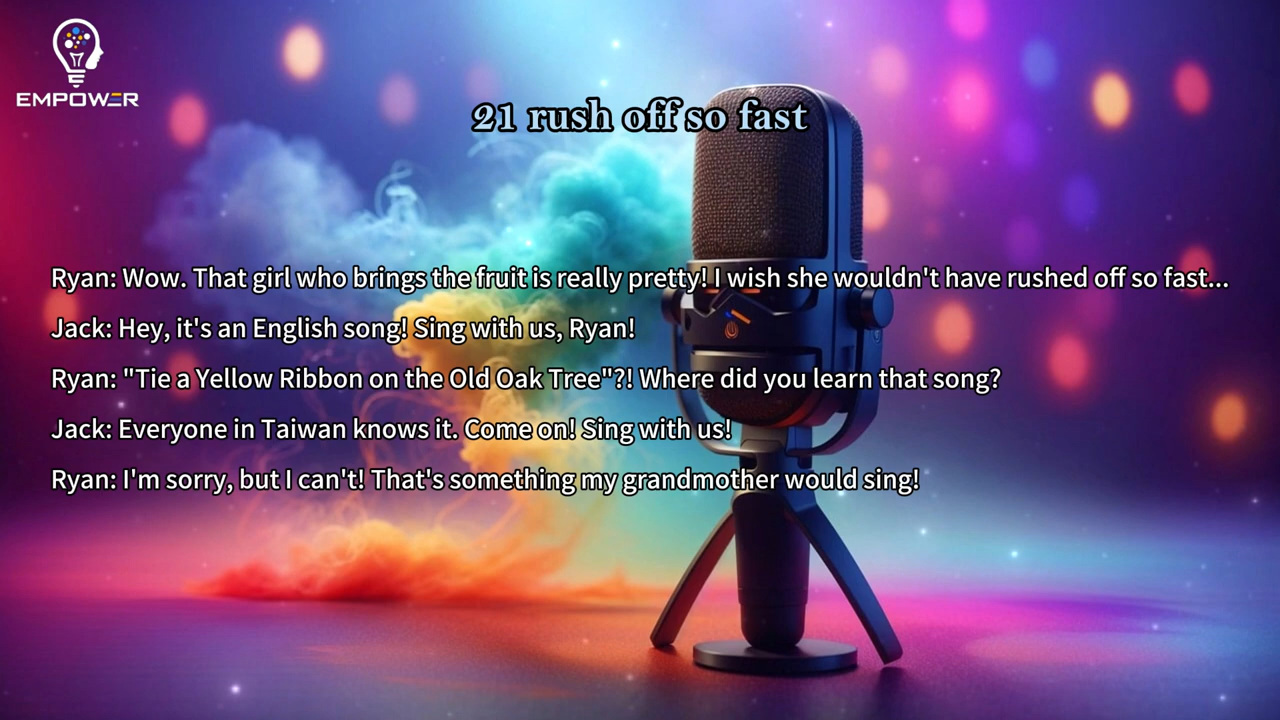 EMPOWER
21 rush off so fast
Ryan: Wow. That girl who brings the fruit is really pretty! I wish she wouldn't have rushed off so fast...
Jack: Hey, it's an English song! Sing with us, Ryan!
Ryan: "Tie a Yellow Ribbon on the Old Oak Tree"?! Where did you learn that song?
Jack: Everyone in Taiwan knows it. Come on! Sing with us!
Ryan: I'm sorry, but I can't! That's something my grandmother would sing!